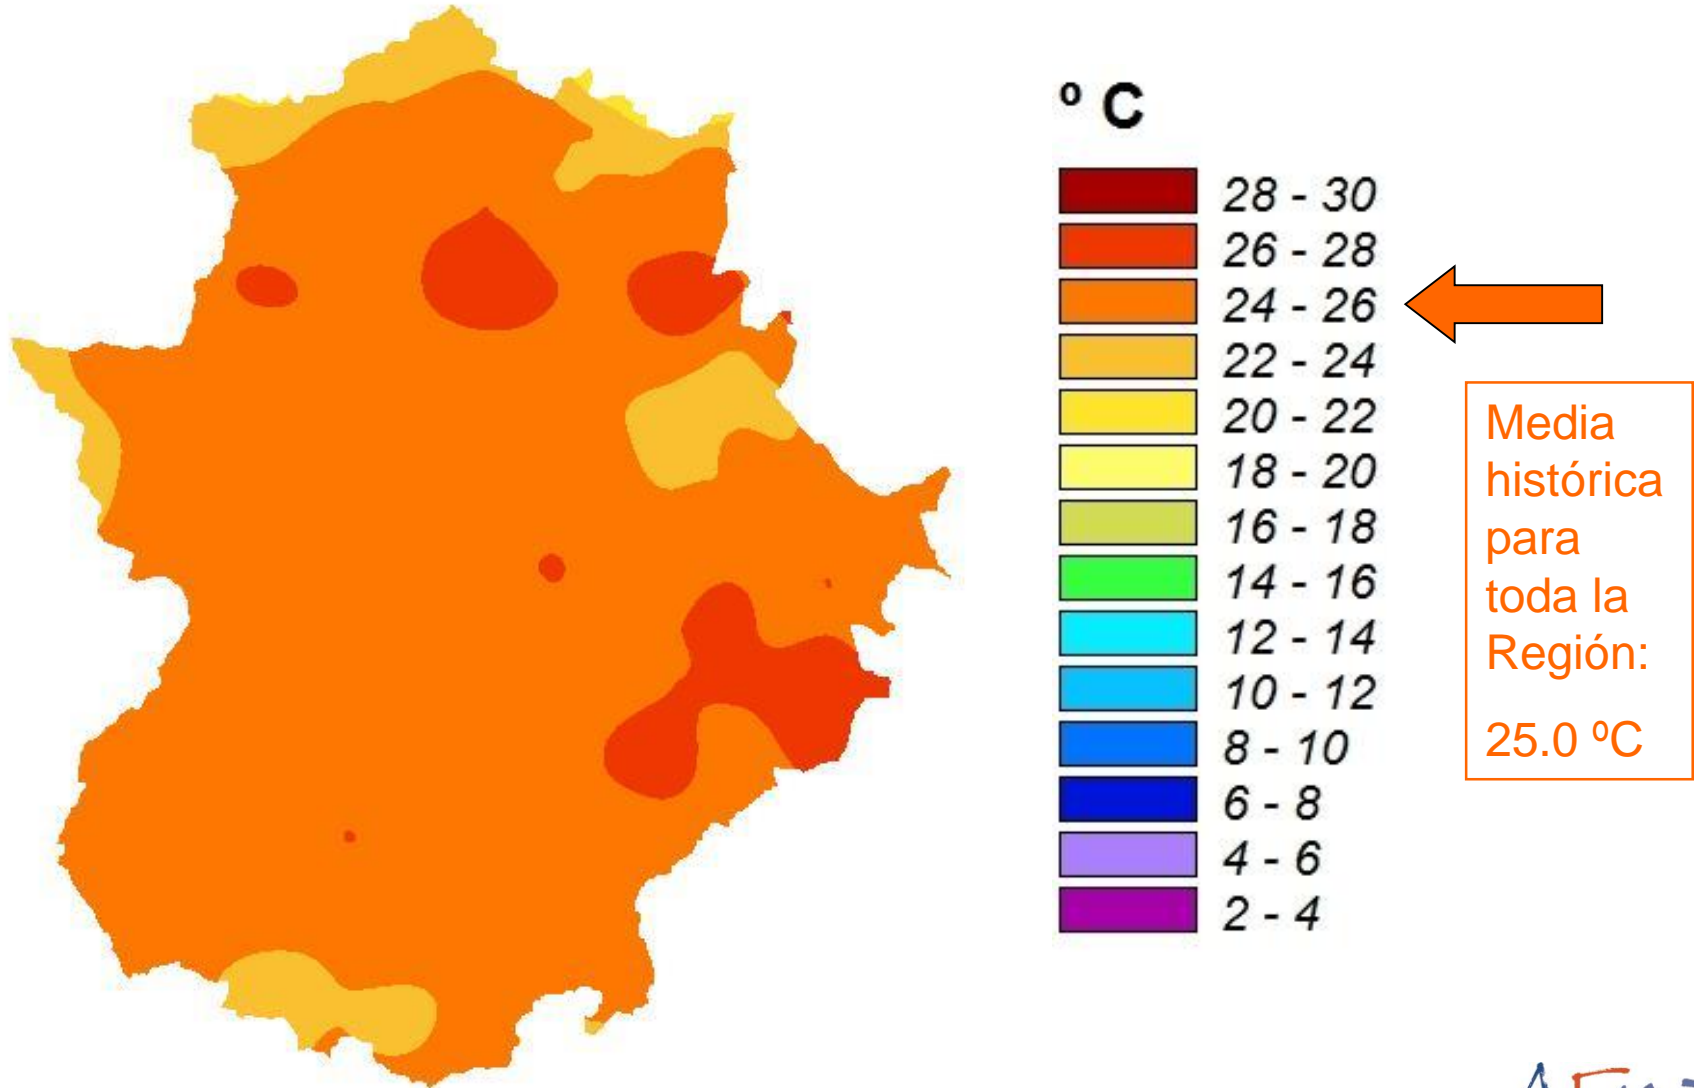 º C
28 - 30
26 - 28
24 - 26
22 - 24
20 - 22
18 - 20
16 - 18
14 - 16
12 - 14
10 - 12
8 - 10
6 - 8
4 - 6
2 - 4
Media
histórica
para
toda la
Región:
25.0 ºC